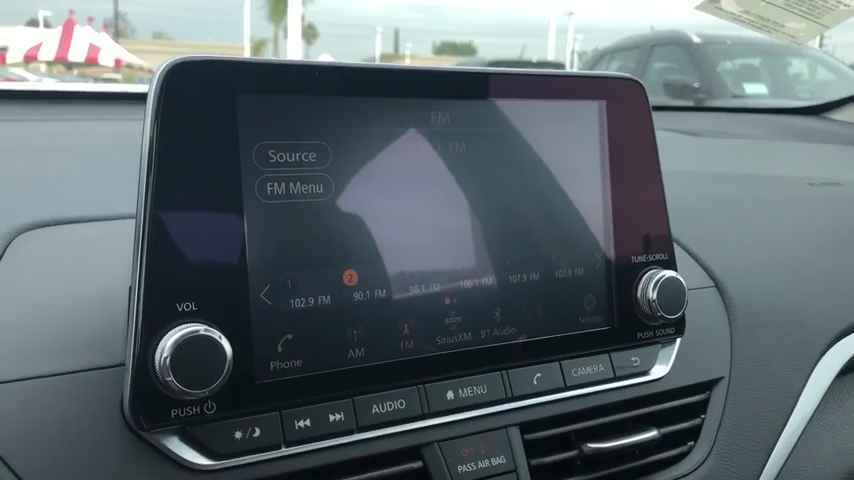 FM
FM
Source
FM Menu
1
2
102.9 FM
90.1 FM
98.1 FM
106.1 FM
107.9 FM
107.9 FM
Phone
AM
FM
SiriusXM
BT Audio
Settings
VOL
PUSH
TUNE·SCROLL
PUSH SOUND
AUDIO
MENU
CAMERA
PASS AIR BAG